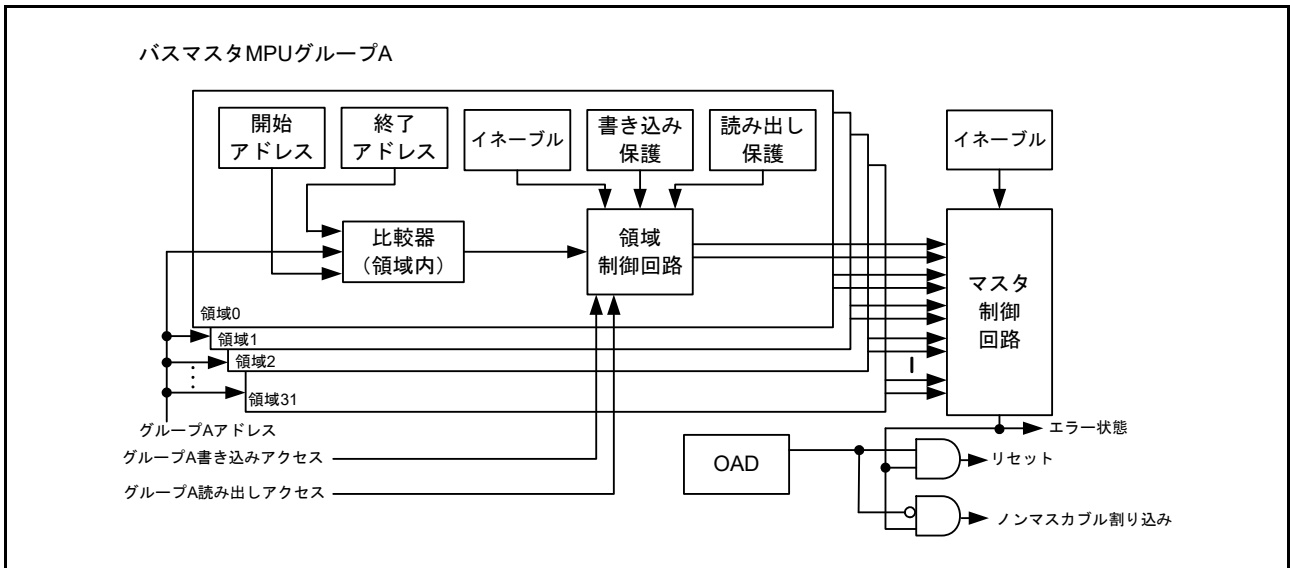 バスマスタMPUグループA
開始
アドレス
終了
アドレス
イネーブル
書き込み
保護
読み出し
保護
イネーブル
比較器
（領域内）
領域
制御回路
マスタ
制御
回路
領域0
領域1
領域2
領域31
グループAアドレス
グループA書き込みアクセス
グループA読み出しアクセス
OAD
エラー状態
リセット
ノンマスカブル割り込み